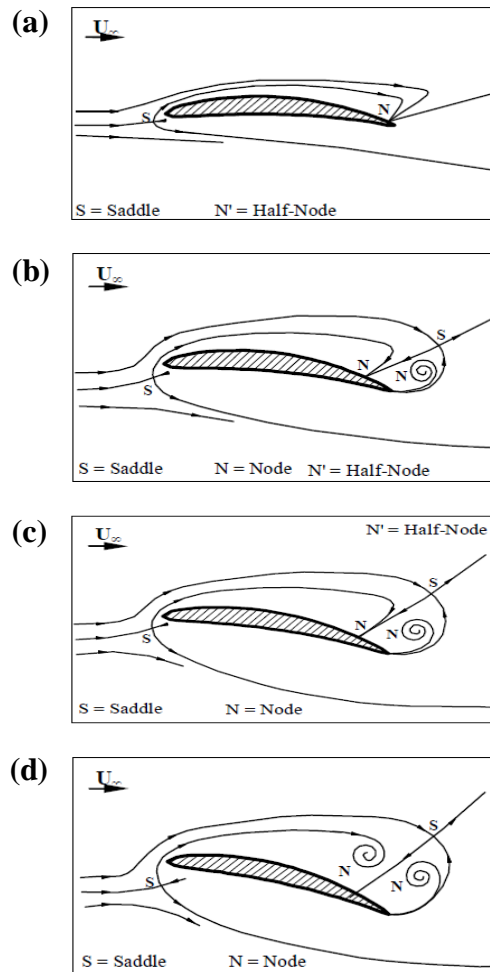 (a)
U∞
S
N
S = Saddle N' = Half-Node
(b)
U∞
S
N
N
S
S = Saddle N = Node N' = Half-Node
(c)
N' = Half-Node
U∞
S
N
N
S
S = Saddle N = Node
(d)
U∞
S
N
N
S
S = Saddle N = Node